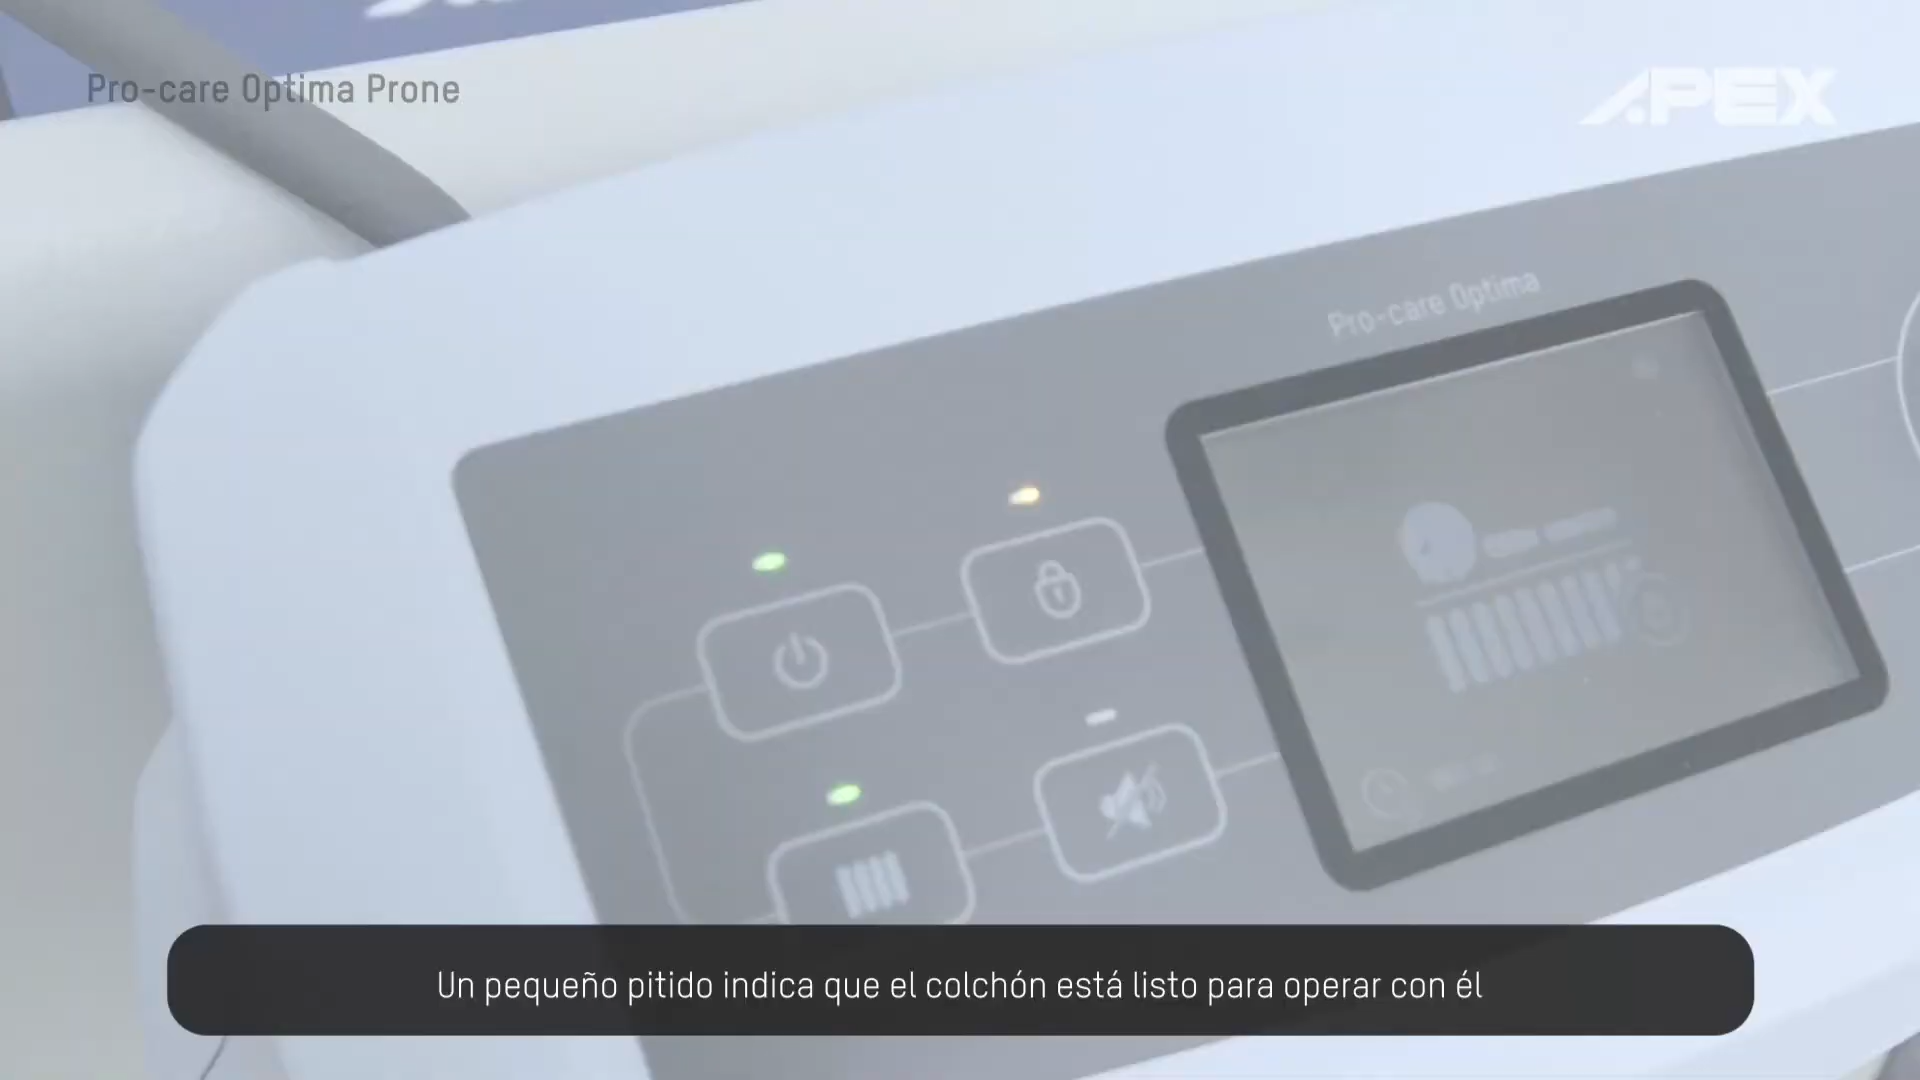 Pro-care Optima Prone
APEX
Pro-care Optima
Un pequeño pitido indica que el colchón está listo para operar con él